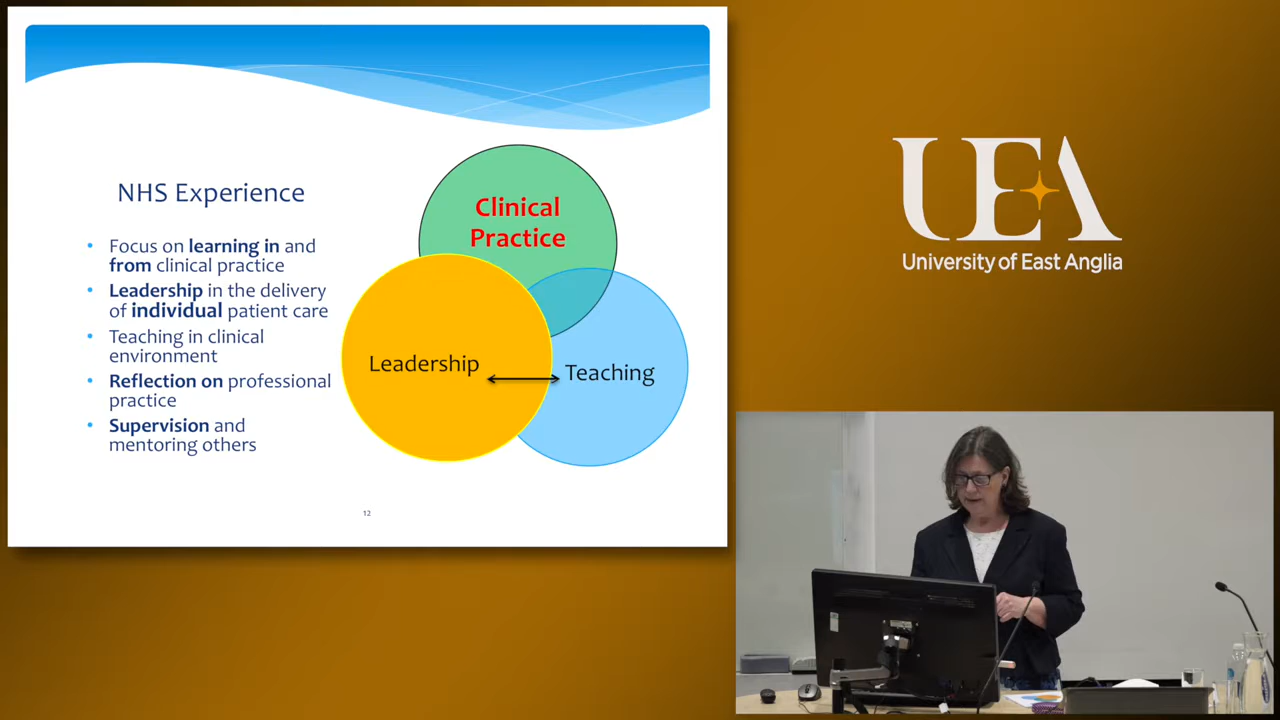 NHS Experience
• Focus on learning in and
from clinical practice
• Leadership in the delivery
of individual patient care
• Teaching in clinical
environment
• Reflection on professional
practice
• Supervision and
mentoring others
Clinical
Practice
Leadership
Teaching
12
UEA
University of East Anglia